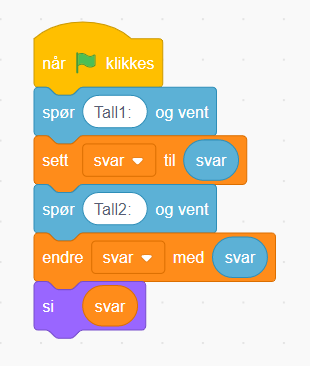 når klikkes
spør Tall1: og vent
sett svar til svar
spør Tall2: og vent
endre svar med svar
si svar